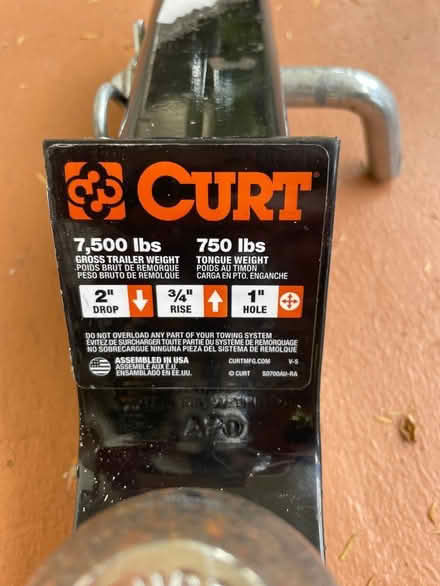 CURT
7,500 lbs 750 lbs
GROSS TRAILER WEIGHT TONGUE WEIGHT
POIDS BRUT DE REMORQUE POIDS AU TIMON
PESO BRUTO DE REMOLQUE CARGA EN PTO. ENGANCHE
2" 3/4" 1"
DROP RISE HOLE
DO NOT OVERLOAD ANY PART OF YOUR TOWING SYSTEM
ÉVITEZ DE SURCHARGER TOUTE PARTIE DU SYSTÈME DE REMORQUAGE
NO SOBRECARGUE NINGUNA PIEZA DEL SISTEMA DE REMOLQUE
ASSEMBLED IN USA CURTMFG.COM V-5
ASSEMBLÉ AUX É.U.
ENSAMBLADO EN EE.UU. © CURT 50700AU-RA